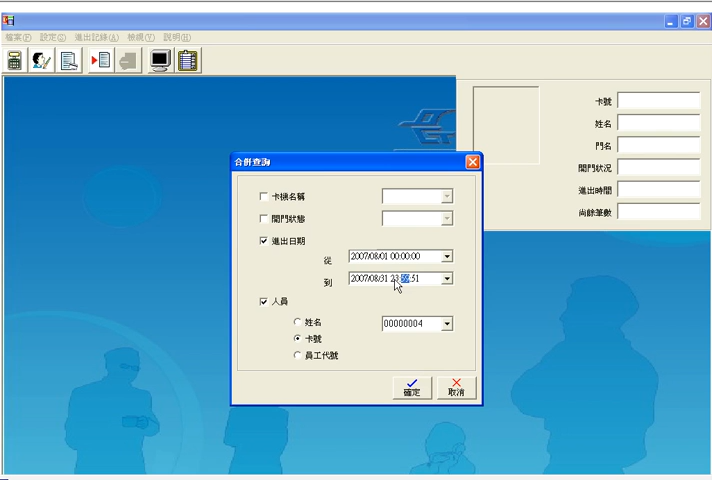 檔案(F) 設定(S) 進出記錄(A) 檢視(V) 說明(H)
卡號
姓名
門名
開門狀況
進出時間
尚餘筆數
合併查詢
卡機名稱
開門狀態
進出日期
從 2007/08/01 00:00:00
到 2007/08/31 23: :51
人員
姓名 00000004
卡號
員工代號
確定 取消